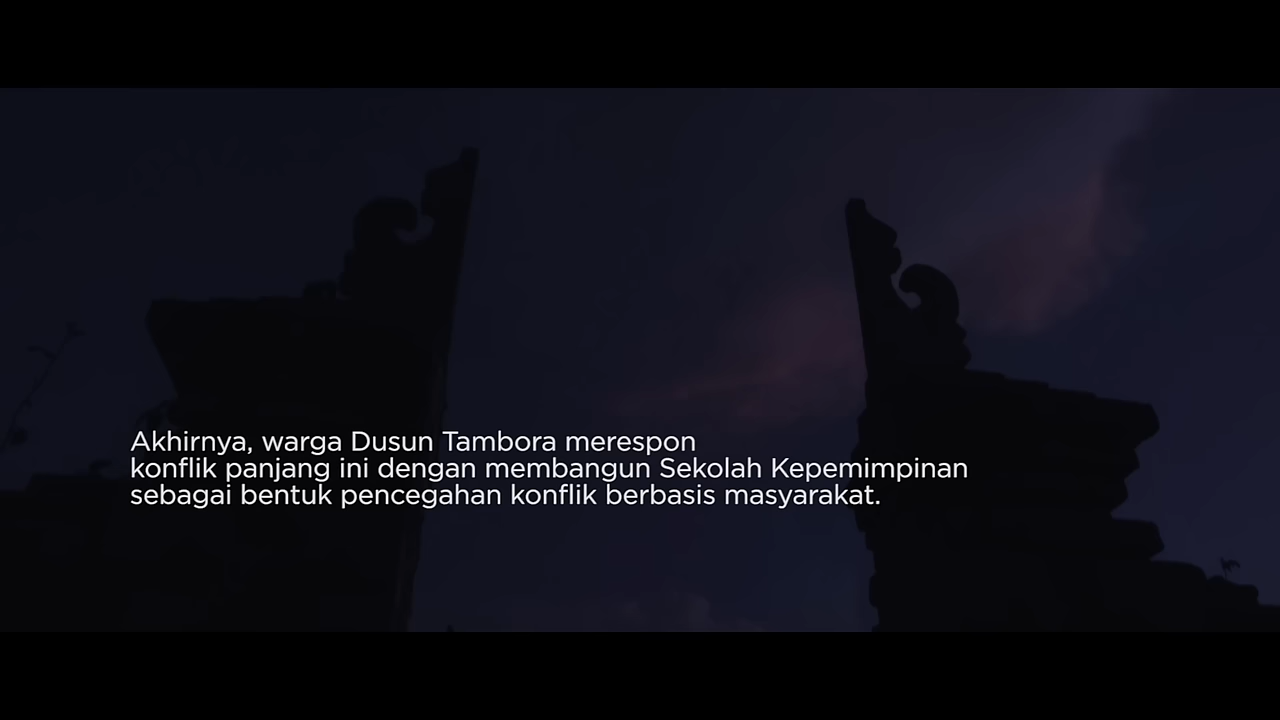 Akhirnya, warga Dusun Tambora merespon
konflik panjang ini dengan membangun Sekolah Kepemimpinan
sebagai bentuk pencegahan konflik berbasis masyarakat.